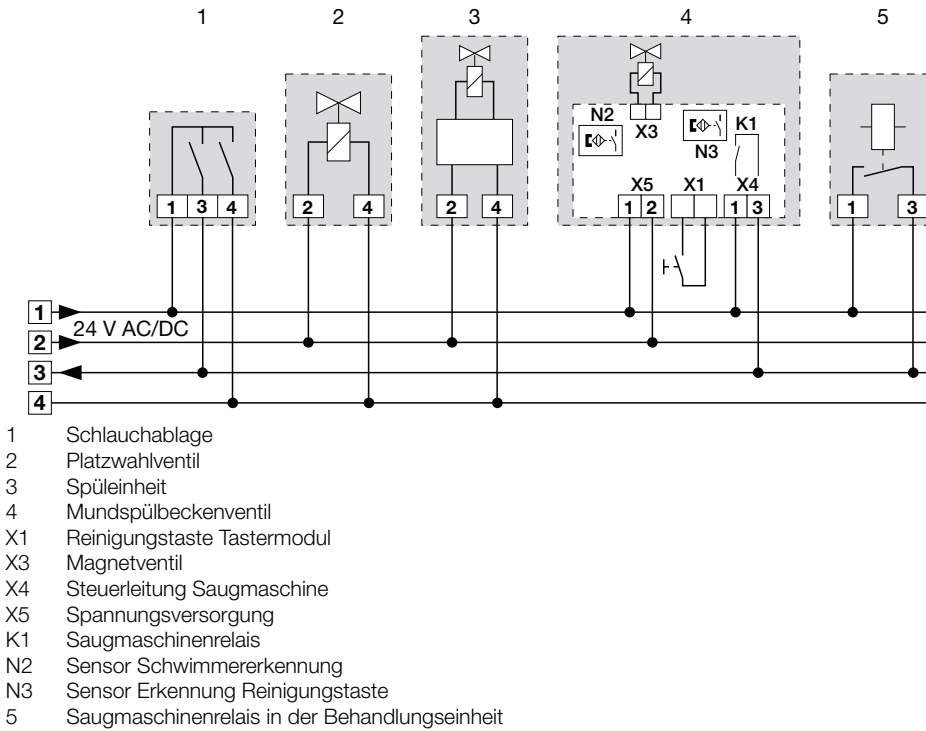 1 2 3 4 5
N2 X3 N3 K1
X5 X1 X4
1 3 4 2 4 2 4 1 2 1 3 1 3
1
24 V AC/DC
2
3
4
1 Schlauchablage
2 Platzwahlventil
3 Spüleinheit
4 Mundspülbeckenventil
X1 Reinigungstaste Tastermodul
X3 Magnetventil
X4 Steuerleitung Saugmaschine
X5 Spannungsversorgung
K1 Saugmaschinenrelais
N2 Sensor Schwimmererkennung
N3 Sensor Erkennung Reinigungstaste
5 Saugmaschinenrelais in der Behandlungseinheit